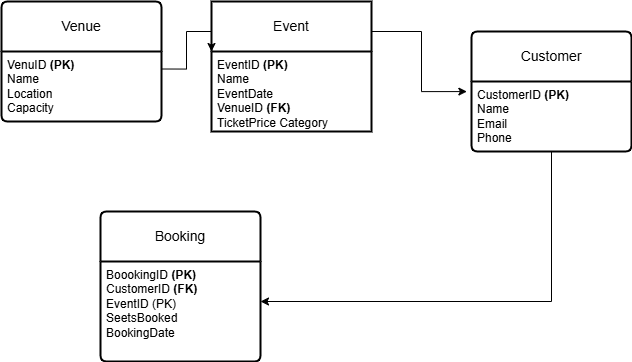 Venue
VenuID (PK)
Name
Location
Capacity
Event
EventID (PK)
Name
EventDate
VenueID (FK)
TicketPrice Category
Customer
CustomerID (PK)
Name
Email
Phone
Booking
BoookingID (PK)
CustomerID (FK)
EventID (PK)
SeetsBooked
BookingDate